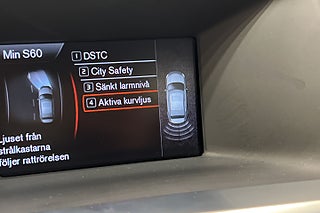 Min S60
1 DSTC
2 City Safety
3 Sänkt larmnivå
4 Aktiva kurvljus
Ljuset från
strålkastarna
följer rattrörelsen